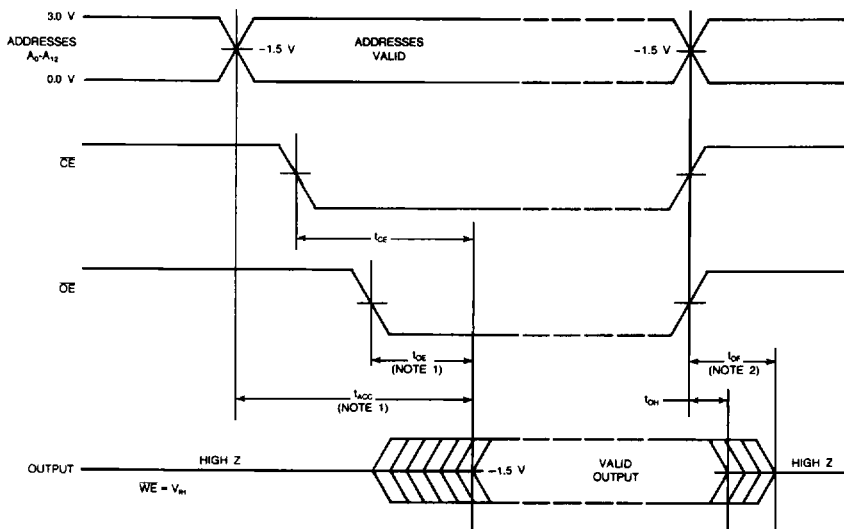 3.0 V
ADDRESSES
A₀-A₁₂
0.0 V
-1.5 V
ADDRESSES
VALID
-1.5 V
CE
tCE
OE
tOE
(NOTE 1)
tACC
(NOTE 1)
tDF
(NOTE 2)
tOH
OUTPUT
HIGH Z
WE = VIH
-1.5 V
VALID
OUTPUT
HIGH Z